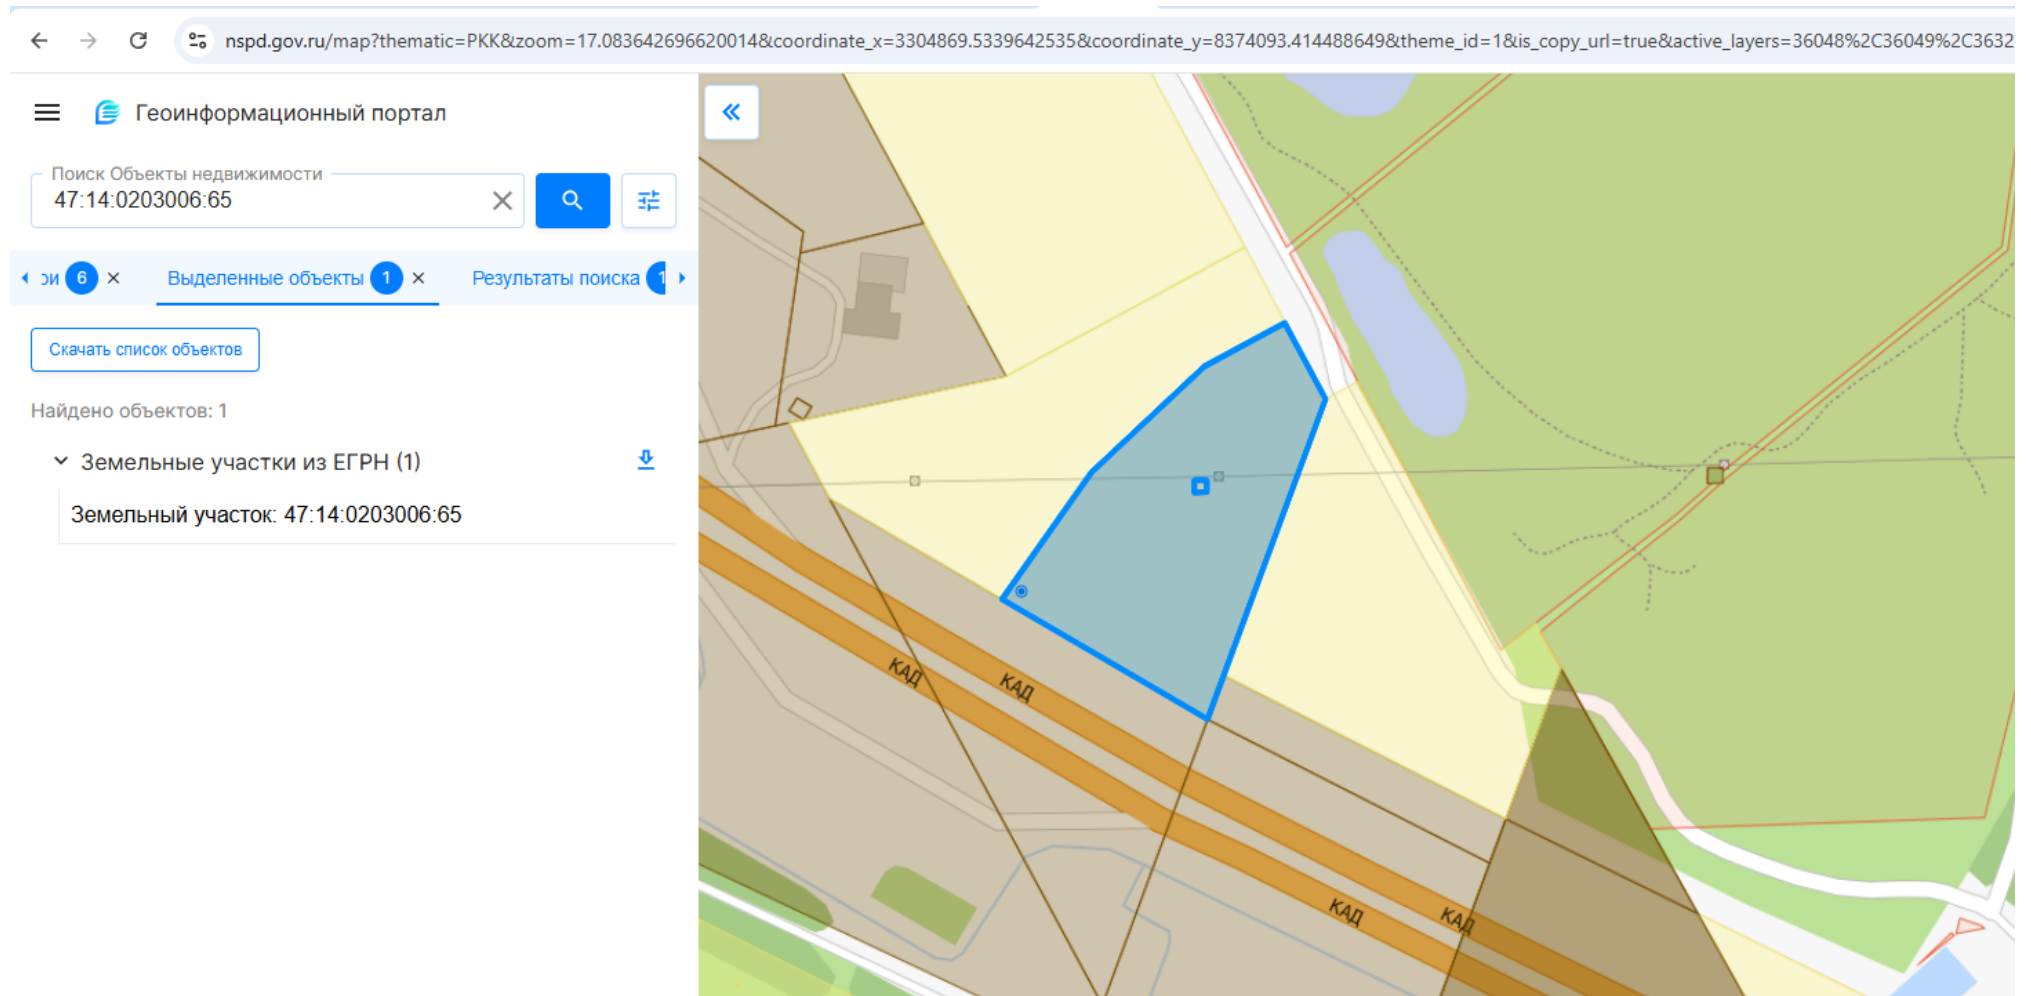 nspd.gov.ru/map?thematic=PKK&zoom=17.083642696620014&coordinate_x=3304869.5339642535&coordinate_y=8374093.414488649&theme_id=1&is_copy_url=true&active_layers=36048%2C36049%2C3632
Геоинформационный портал
Поиск Объекты недвижимости
47:14:0203006:65
ри 6 × Выделенные объекты 1 × Результаты поиска 1
Скачать список объектов
Найдено объектов: 1
Земельные участки из ЕГРН (1)
Земельный участок: 47:14:0203006:65
КАД
КАД
КАД
КАД